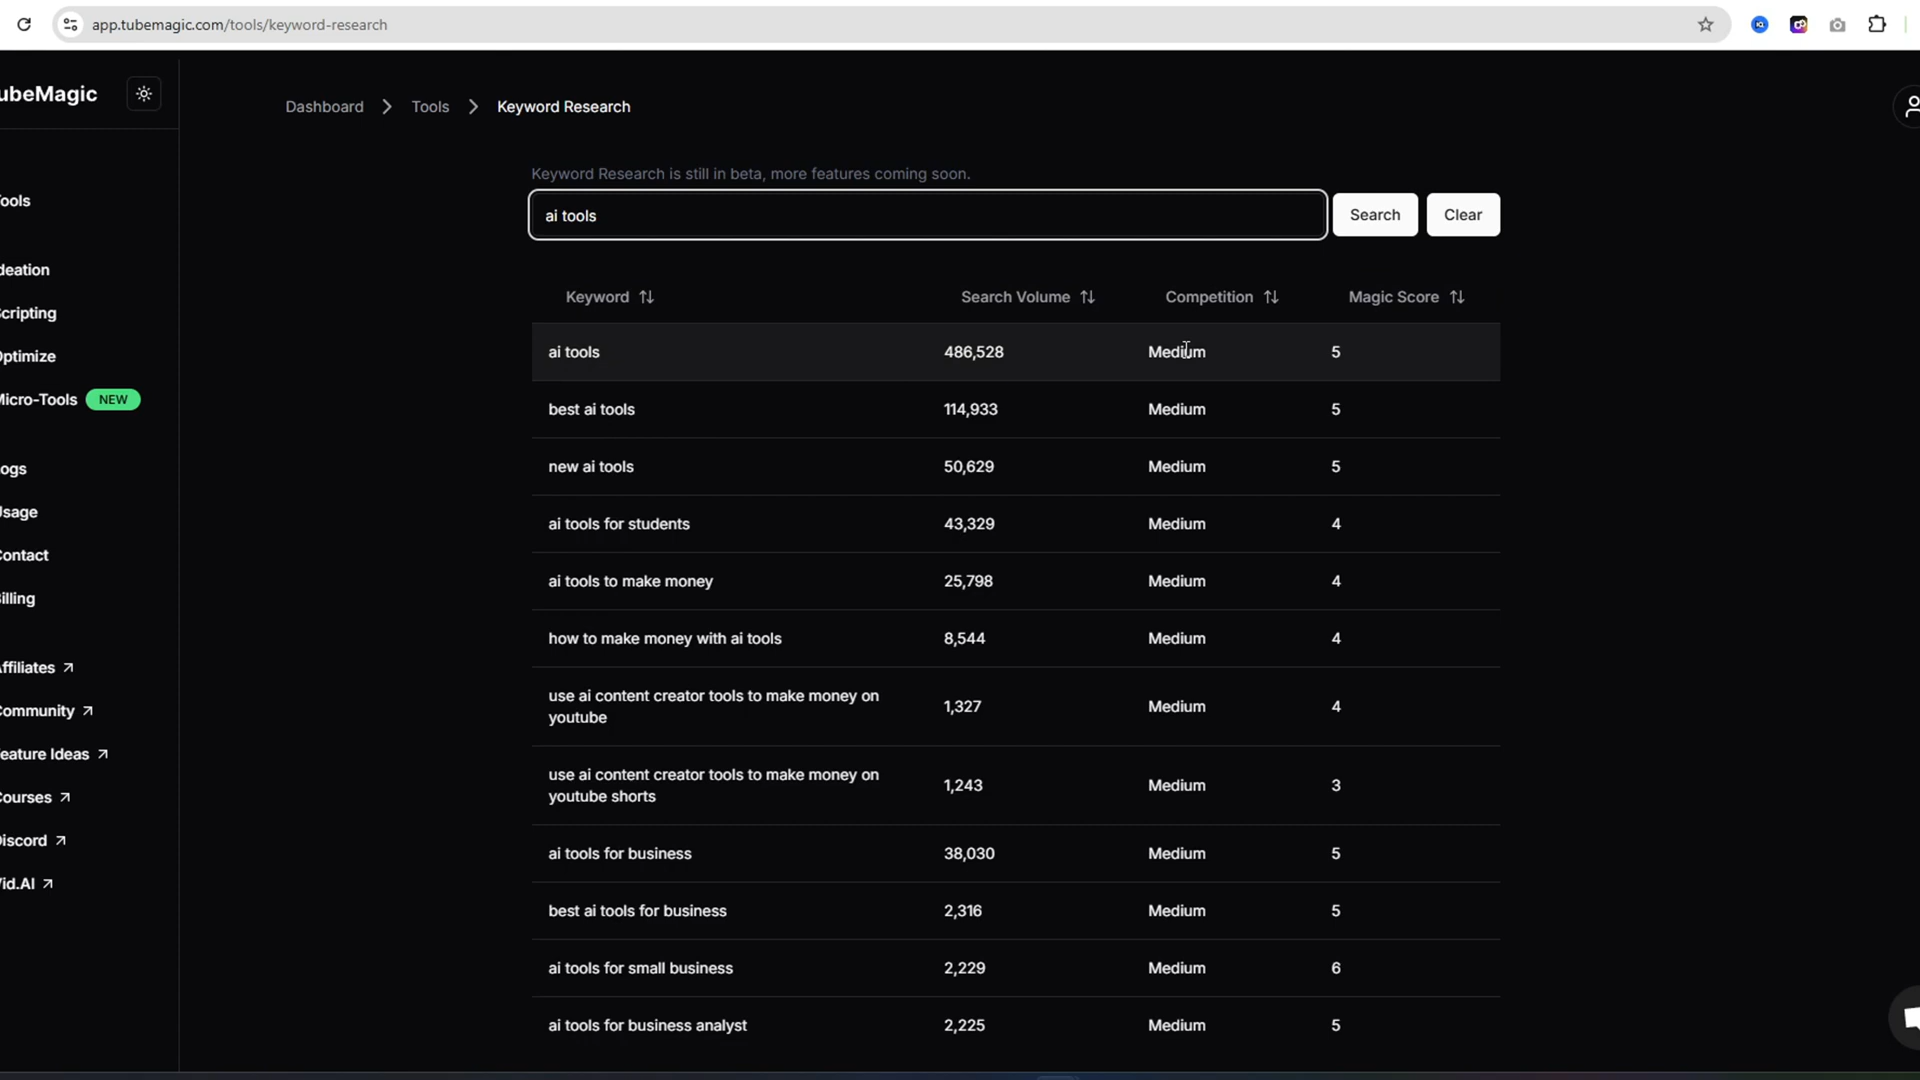 app.tubemagic.com/tools/keyword-research
ubeMagic
Dashboard > Tools > Keyword Research
Keyword Research is still in beta, more features coming soon.
ai tools
Search
Clear
ools
deation
cripting
ptimize
Micro-Tools NEW
ogs
sage
ontact
illing
ffiliates
ommunity
eature Ideas
ourses
Discord
Vid.AI
Keyword Search Volume Competition Magic Score
ai tools 486,528 Medium 5
best ai tools 114,933 Medium 5
new ai tools 50,629 Medium 5
ai tools for students 43,329 Medium 4
ai tools to make money 25,798 Medium 4
how to make money with ai tools 8,544 Medium 4
use ai content creator tools to make money on
youtube 1,327 Medium 4
use ai content creator tools to make money on
youtube shorts 1,243 Medium 3
ai tools for business 38,030 Medium 5
best ai tools for business 2,316 Medium 5
ai tools for small business 2,229 Medium 6
ai tools for business analyst 2,225 Medium 5